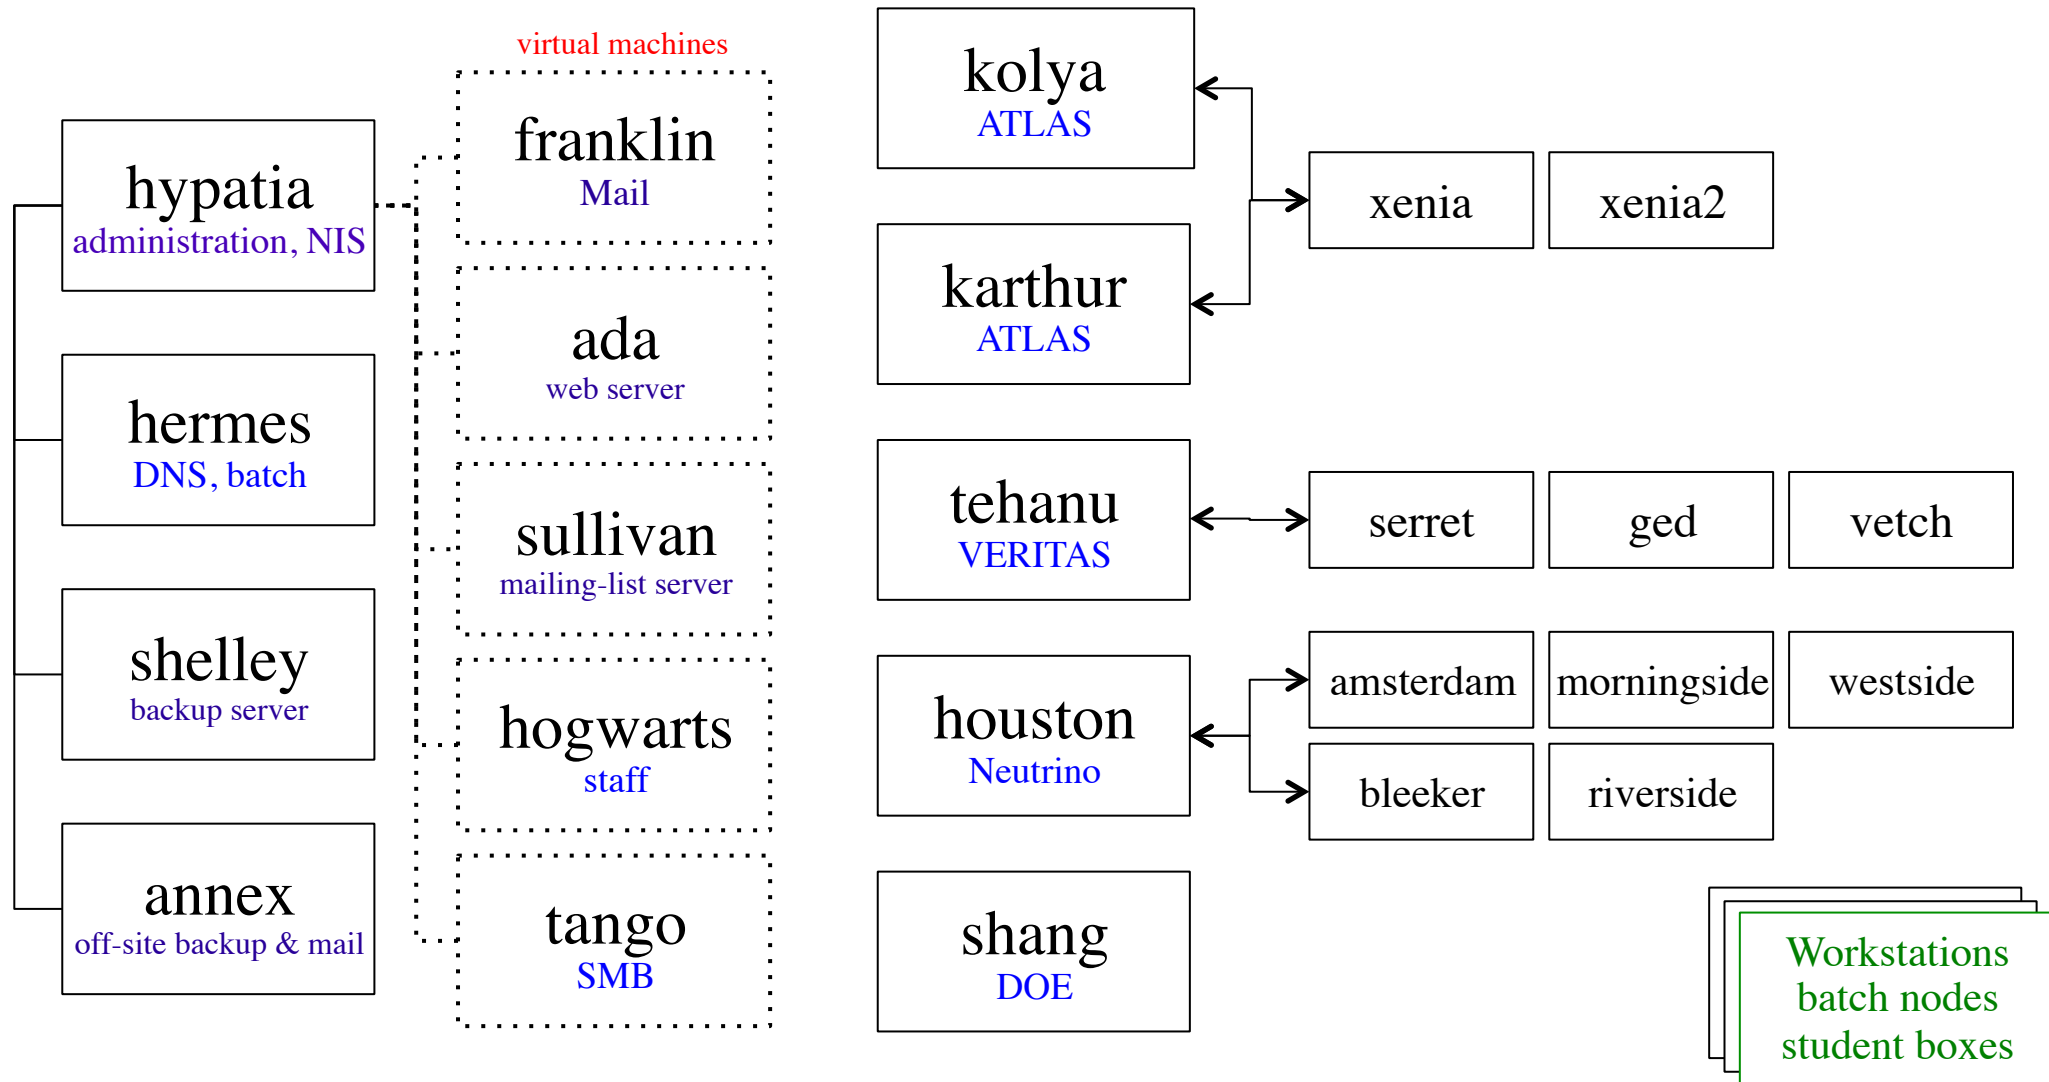 virtual machines
hypatia
administration, NIS
hermes
DNS, batch
shelley
backup server
annex
off-site backup & mail
franklin
Mail
ada
web server
sullivan
mailing-list server
hogwarts
staff
tango
SMB
kolya
ATLAS
karthur
ATLAS
tehanu
VERITAS
houston
Neutrino
shang
DOE
xenia
xenia2
serret
ged
vetch
amsterdam
morningside
westside
bleeker
riverside
Workstations
batch nodes
student boxes